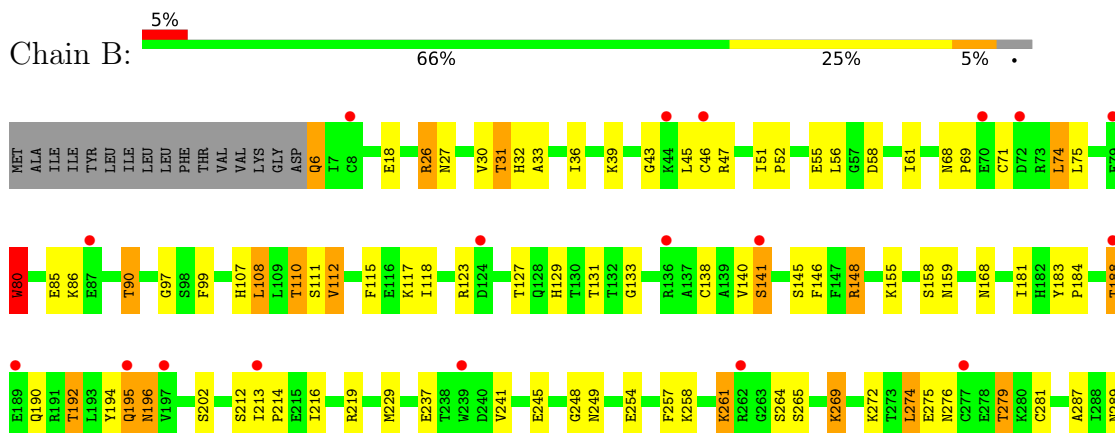 5%
Chain B:
66% 25% 5% •
MET ALA ILE ILE TYR LEU ILE LEU LEU PHE THR VAL VAL LYS GLY ASP Q6 I7 C8 E18 R26 N27 V30 T31 H32 A33 I36 K39 G43 K44 L45 C46 R47 I51 P52 E55 L56 G57 D58 I61 N68 P69 E70 C71 D72 R73 L74 L75 E79
W80 E85 K86 E87 T90 G97 S98 F99 H107 L108 L109 T110 S111 V112 F115 E116 K117 I118 R123 D124 T127 Q128 H129 T130 T131 T132 G133 R136 A137 C138 A139 V140 S141 S145 F146 F147 R148 K155 S158 N159 N168 I181 H182 Y183 P184 T188
E189 Q190 R191 T192 L193 Y194 Q195 N196 V197 S202 S212 I213 P214 E215 I216 R219 M229 E237 T238 W239 D240 V241 E245 G248 N249 E254 F257 K258 K261 R262 G263 S264 S265 K269 K272 T273 L274 E275 N276 C277 E278 T279 K280 C281 A287 I288